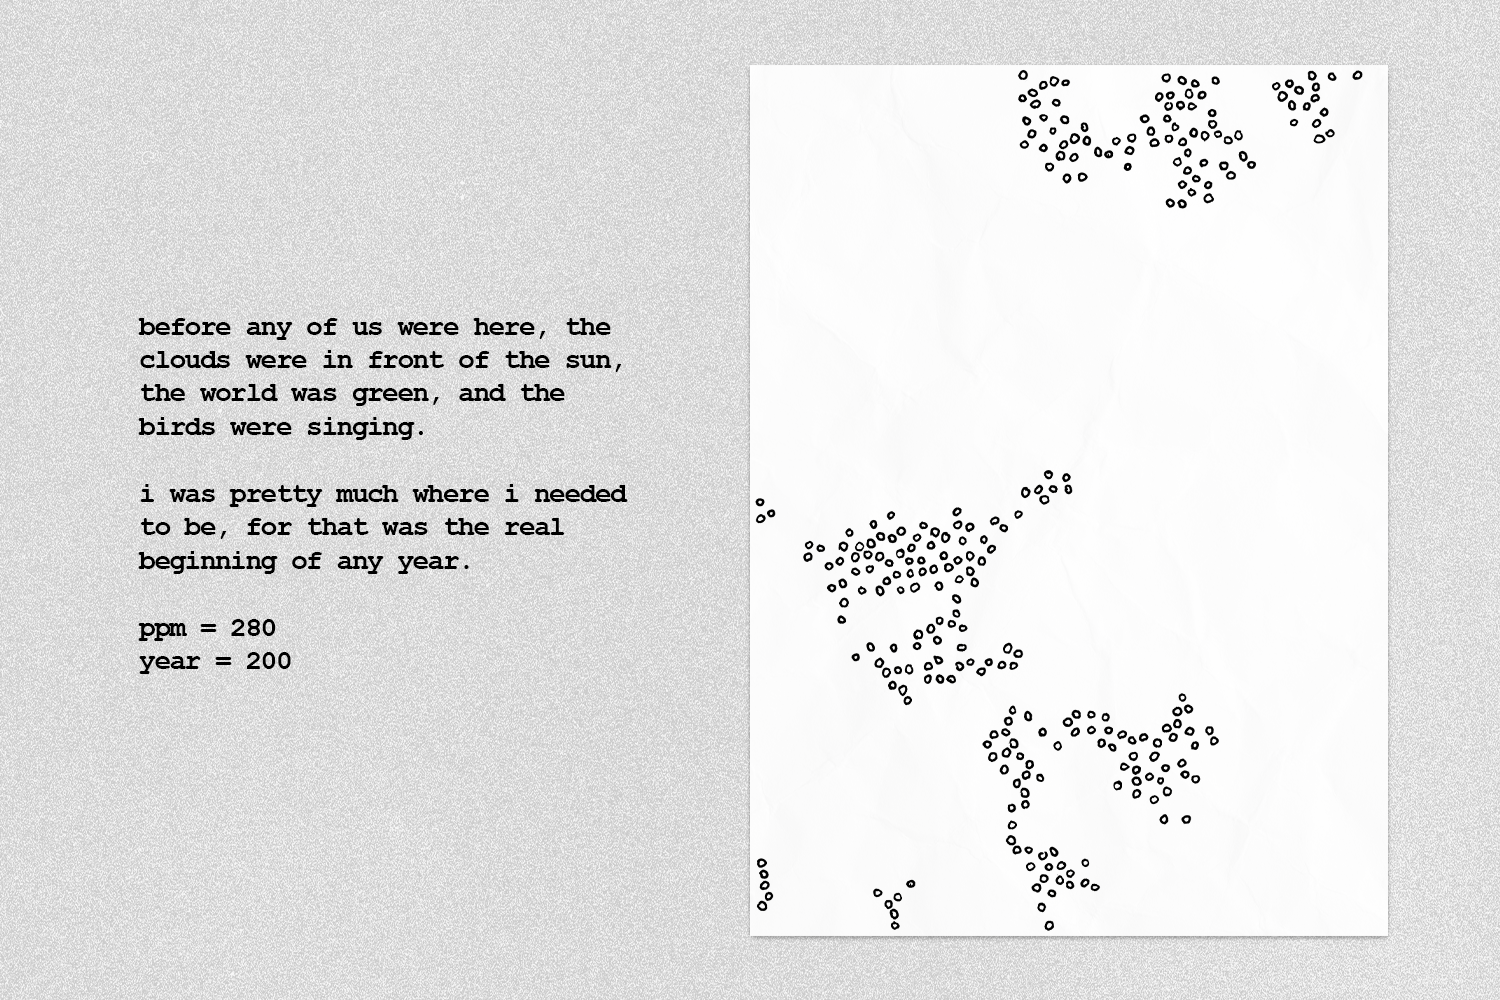 before any of us were here, the
clouds were in front of the sun,
the world was green, and the
birds were singing.
i was pretty much where i needed
to be, for that was the real
beginning of any year.
ppm = 280
year = 200